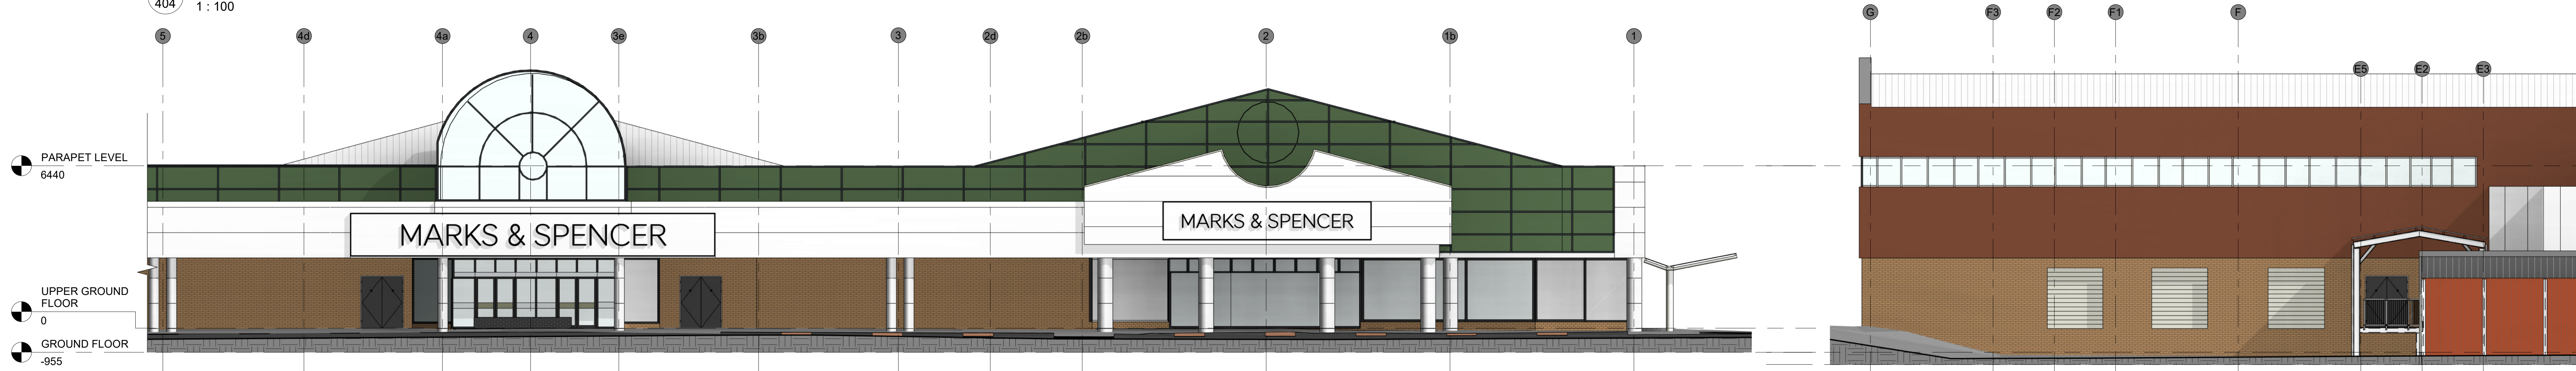 404
1 : 100
5 4d 4a 4 3e 3b 3 2d 2b 2 1b 1
G F3 F2 F1 F
E5 E2 E3
PARAPET LEVEL
6440
MARKS & SPENCER
MARKS & SPENCER
UPPER GROUND
FLOOR
0
GROUND FLOOR
-955